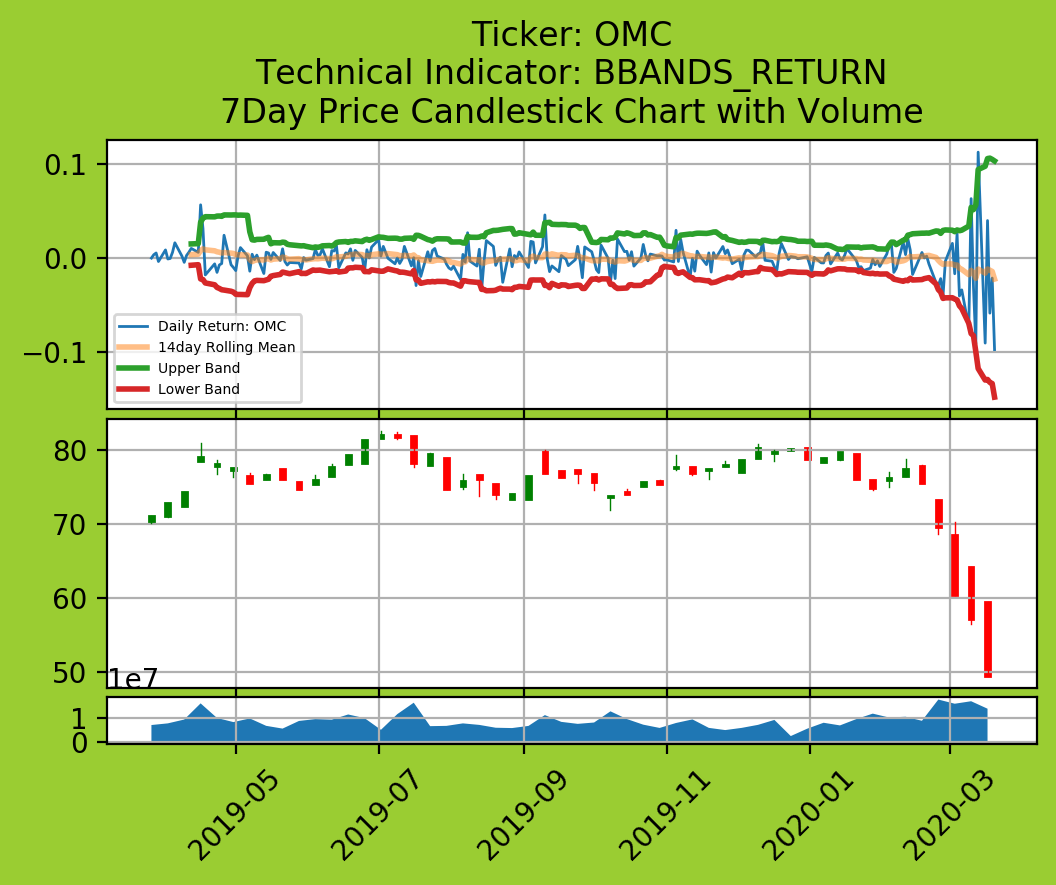 Ticker: OMC
Technical Indicator: BBANDS_RETURN
7Day Price Candlestick Chart with Volume
0.1
0.0
−0.1
Daily Return: OMC
14day Rolling Mean
Upper Band
Lower Band
80
70
60
50
1e7
1
0
2019-05
2019-07
2019-09
2019-11
2020-01
2020-03